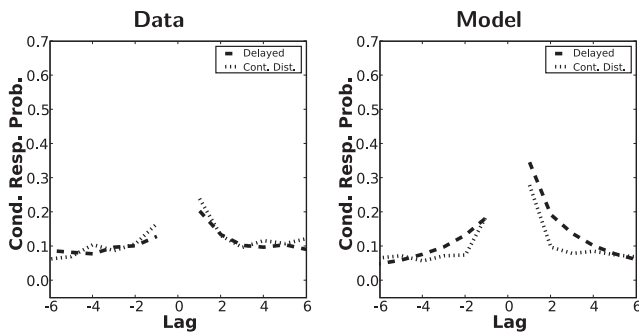 Data
Cond. Resp. Prob.
0.7
0.6
0.5
0.4
0.3
0.2
0.1
0.0
Delayed
Cont. Dist.
-6 -4 -2 0 2 4 6
Lag
Model
Cond. Resp. Prob.
0.7
0.6
0.5
0.4
0.3
0.2
0.1
0.0
Delayed
Cont. Dist.
-6 -4 -2 0 2 4 6
Lag